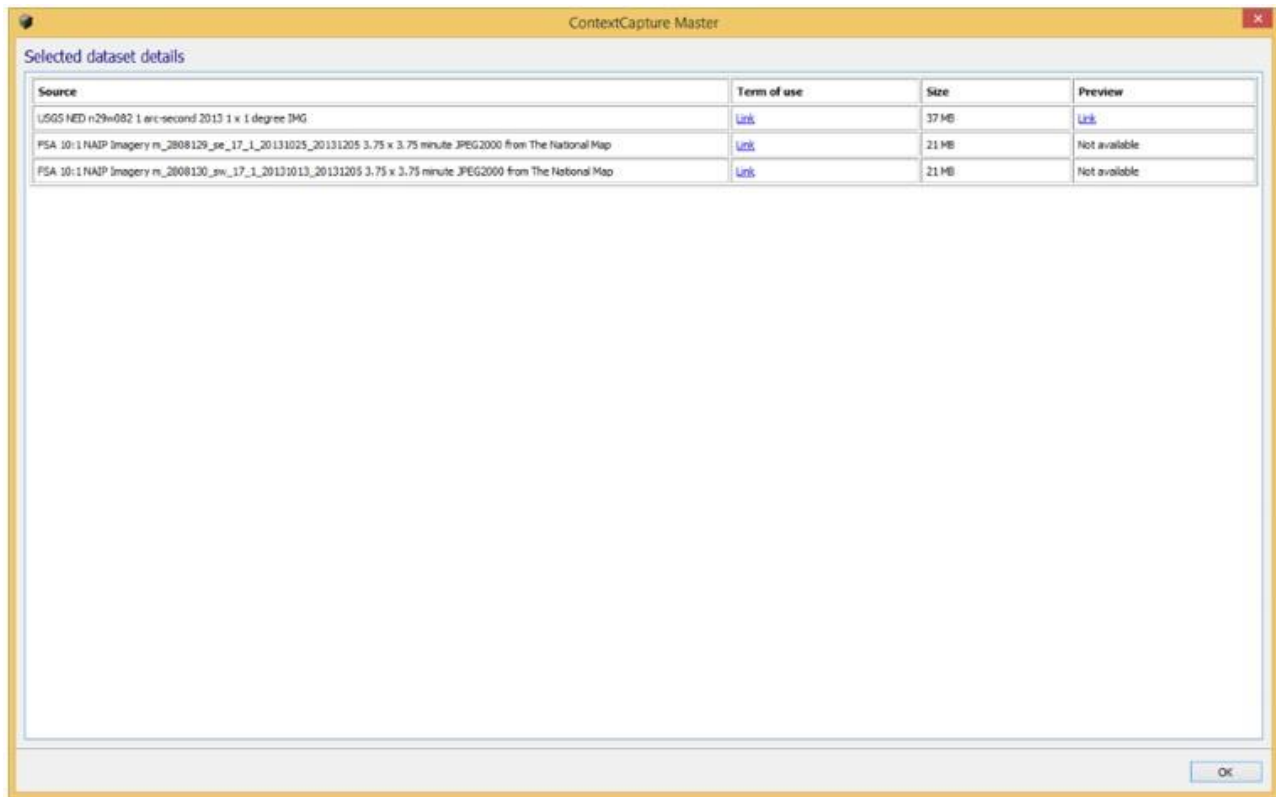 ContextCapture Master
Selected dataset details
Source Term of use Size Preview
USGS NED n29w082 1 arc-second 2013 1 x 1 degree IMG Link 37 MB Link
FSA 10:1 NAIP Imagery m_2808129_se_17_1_20131025_20131205 3.75 x 3.75 minute JPEG2000 from The National Map Link 21 MB Not available
FSA 10:1 NAIP Imagery m_2808130_sw_17_1_20131013_20131205 3.75 x 3.75 minute JPEG2000 from The National Map Link 21 MB Not available
OK